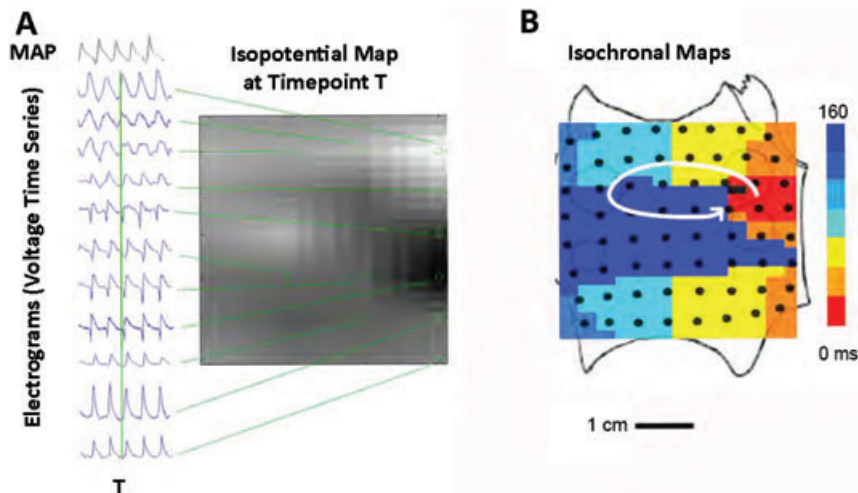 A
MAP
Electrograms (Voltage Time Series)
T
Isopotential Map
at Timepoint T
B
Isochronal Maps
160
0 ms
1 cm